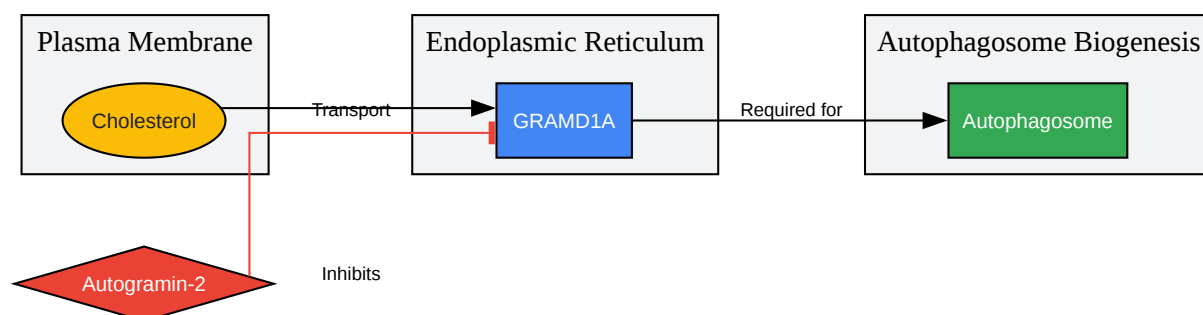 Plasma Membrane
Endoplasmic Reticulum
Autophagosome Biogenesis
Cholesterol
Transport
GRAMD1A
Required for
Autophagosome
Autogramin-2
Inhibits